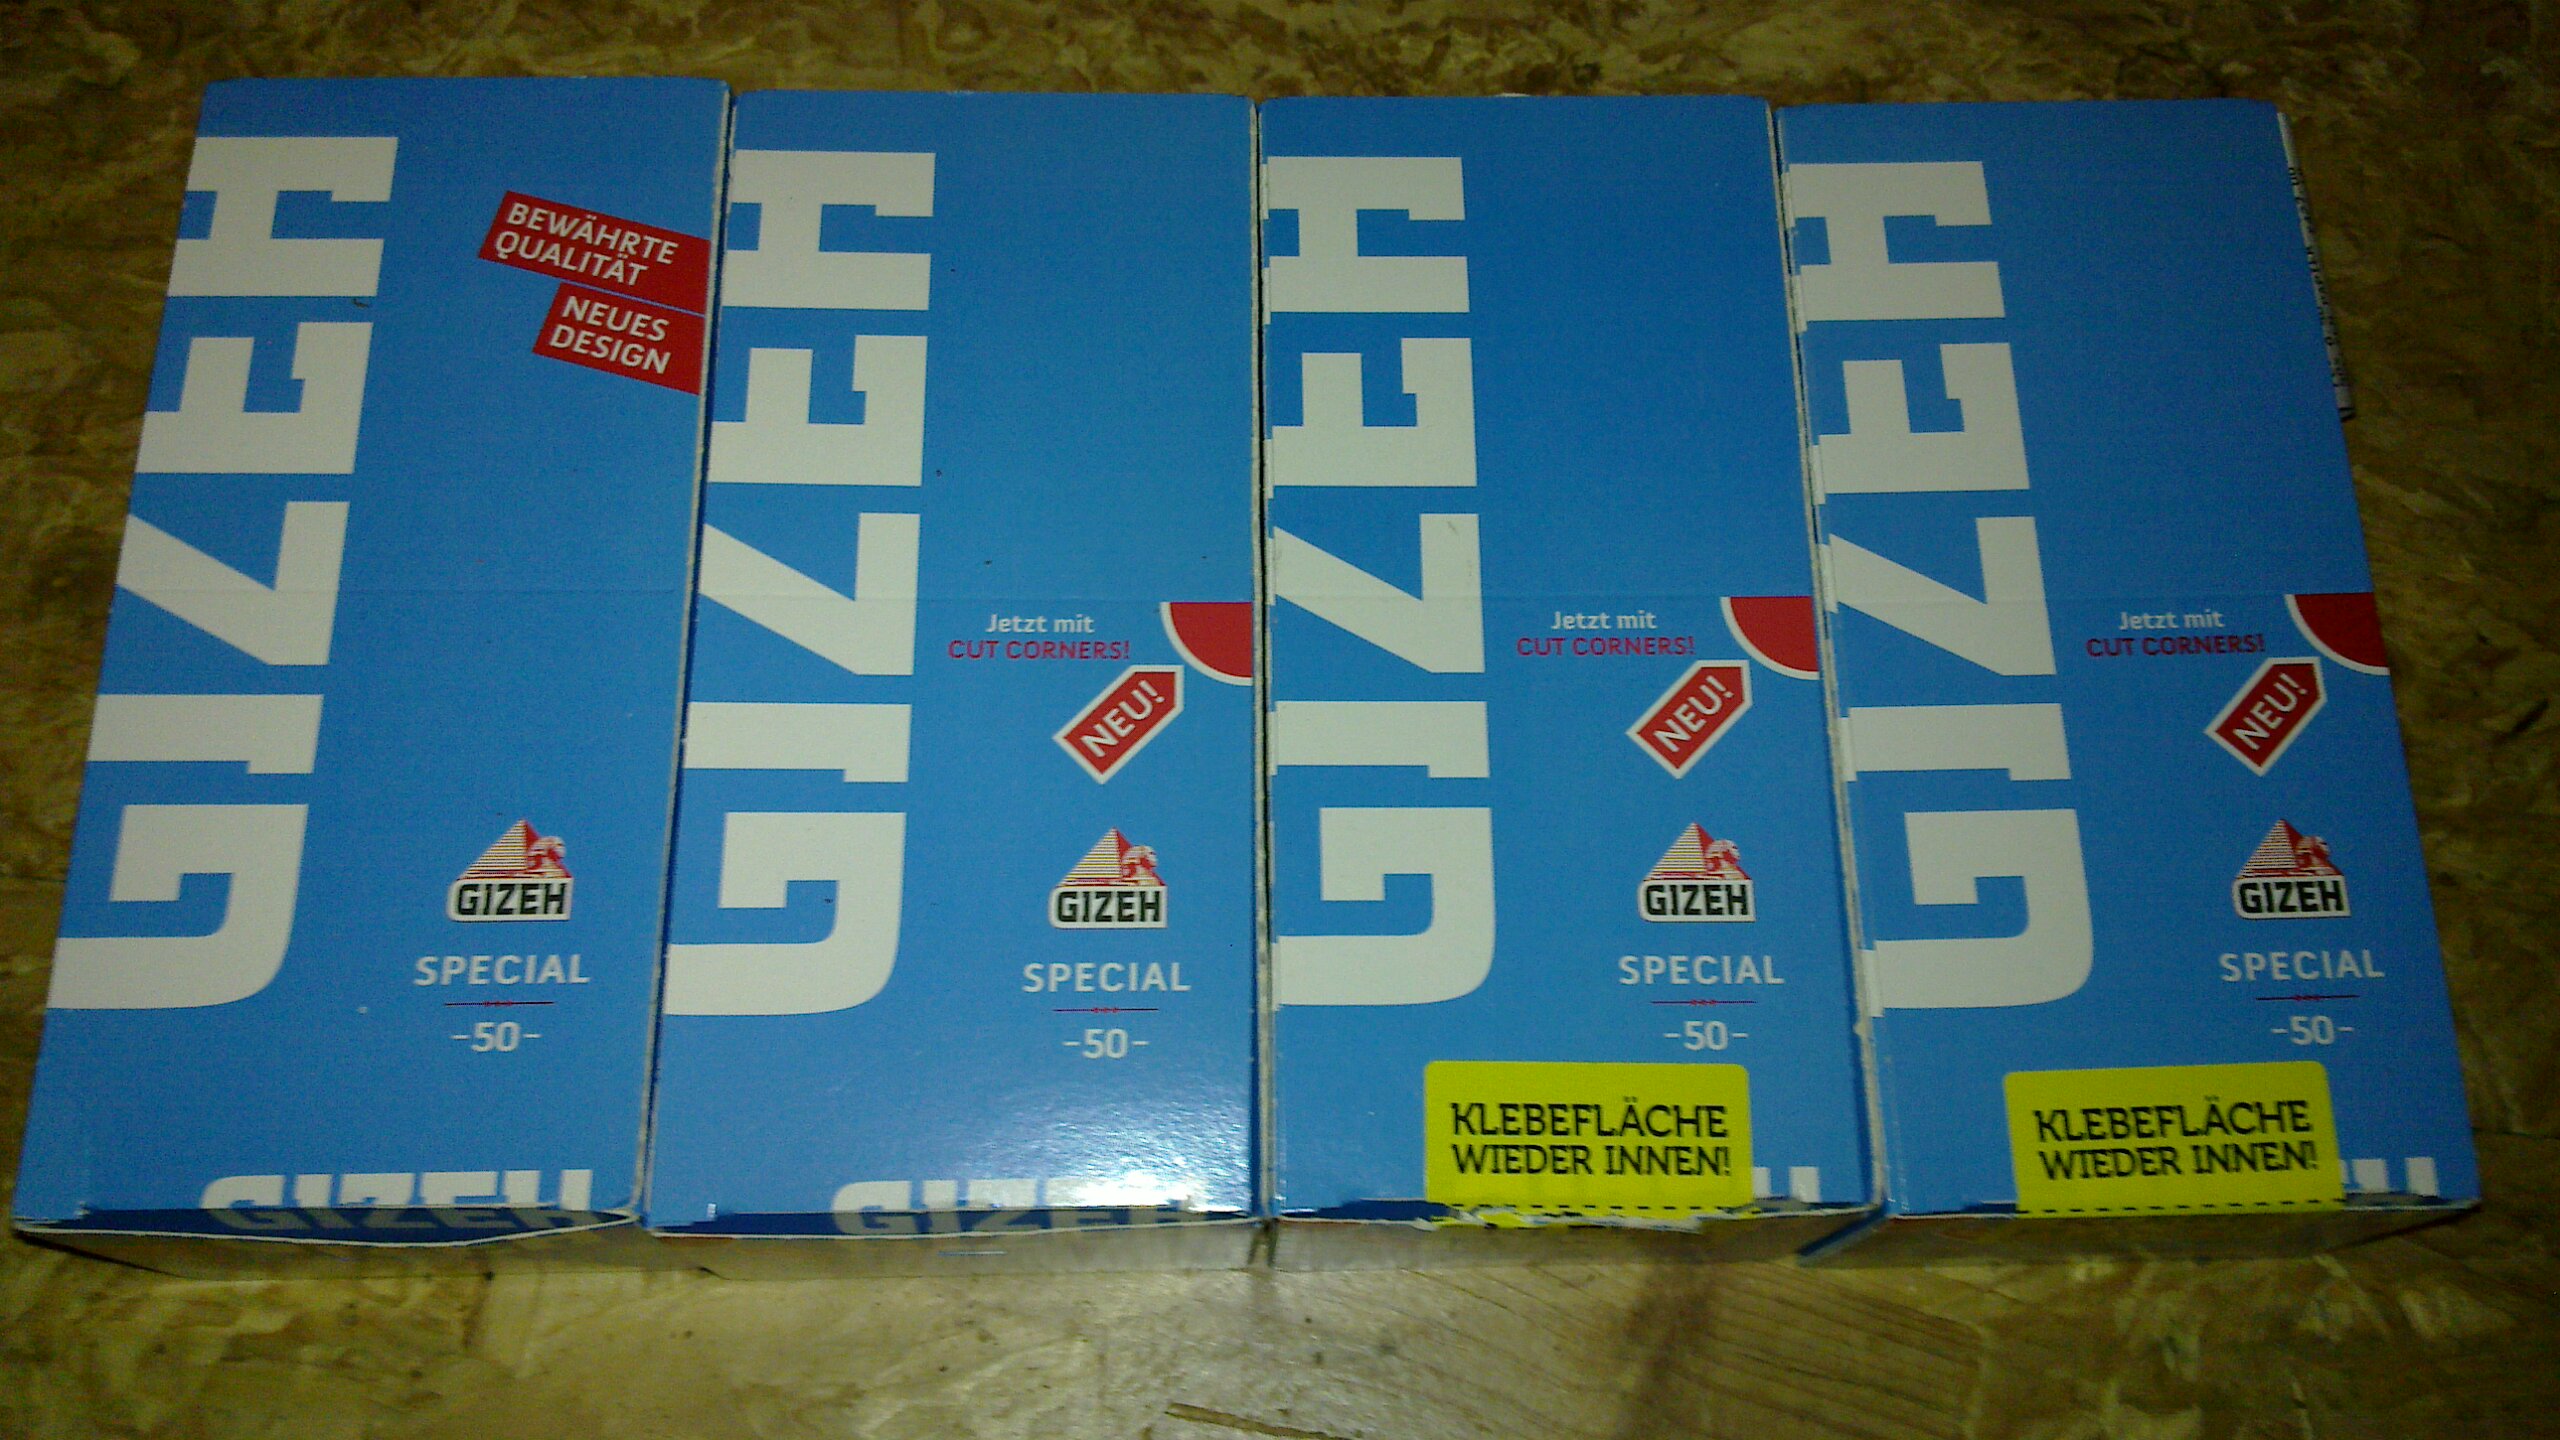 GIZEH
BEWÄHRTE
QUALITÄT
NEUES
DESIGN
GIZEH
SPECIAL
-50-
GIZEH
GIZEH
Jetzt mit
CUT CORNERS!
NEU!
GIZEH
SPECIAL
-50-
GIZEH
GIZEH
Jetzt mit
CUT CORNERS!
NEU!
GIZEH
SPECIAL
-50-
KLEBEFLÄCHE
WIEDER INNEN!
GIZEH
Jetzt mit
CUT CORNERS!
NEU!
GIZEH
SPECIAL
-50-
KLEBEFLÄCHE
WIEDER INNEN!